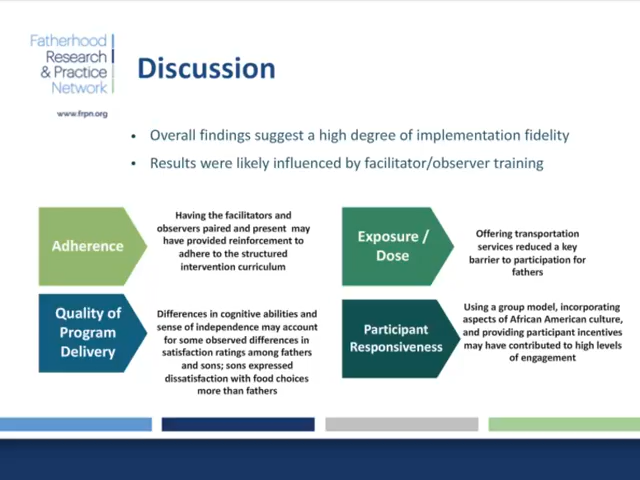 Fatherhood
Research
& Practice
Network
www.frpn.org
Discussion
• Overall findings suggest a high degree of implementation fidelity
• Results were likely influenced by facilitator/observer training
Adherence
Having the facilitators and
observers paired and present may
have provided reinforcement to
adhere to the structured
intervention curriculum
Exposure /
Dose
Offering transportation
services reduced a key
barrier to participation for
fathers
Quality of
Program
Delivery
Differences in cognitive abilities and
sense of independence may account
for some observed differences in
satisfaction ratings among fathers
and sons; sons expressed
dissatisfaction with food choices
more than fathers
Participant
Responsiveness
Using a group model, incorporating
aspects of African American culture,
and providing participant incentives
may have contributed to high levels
of engagement